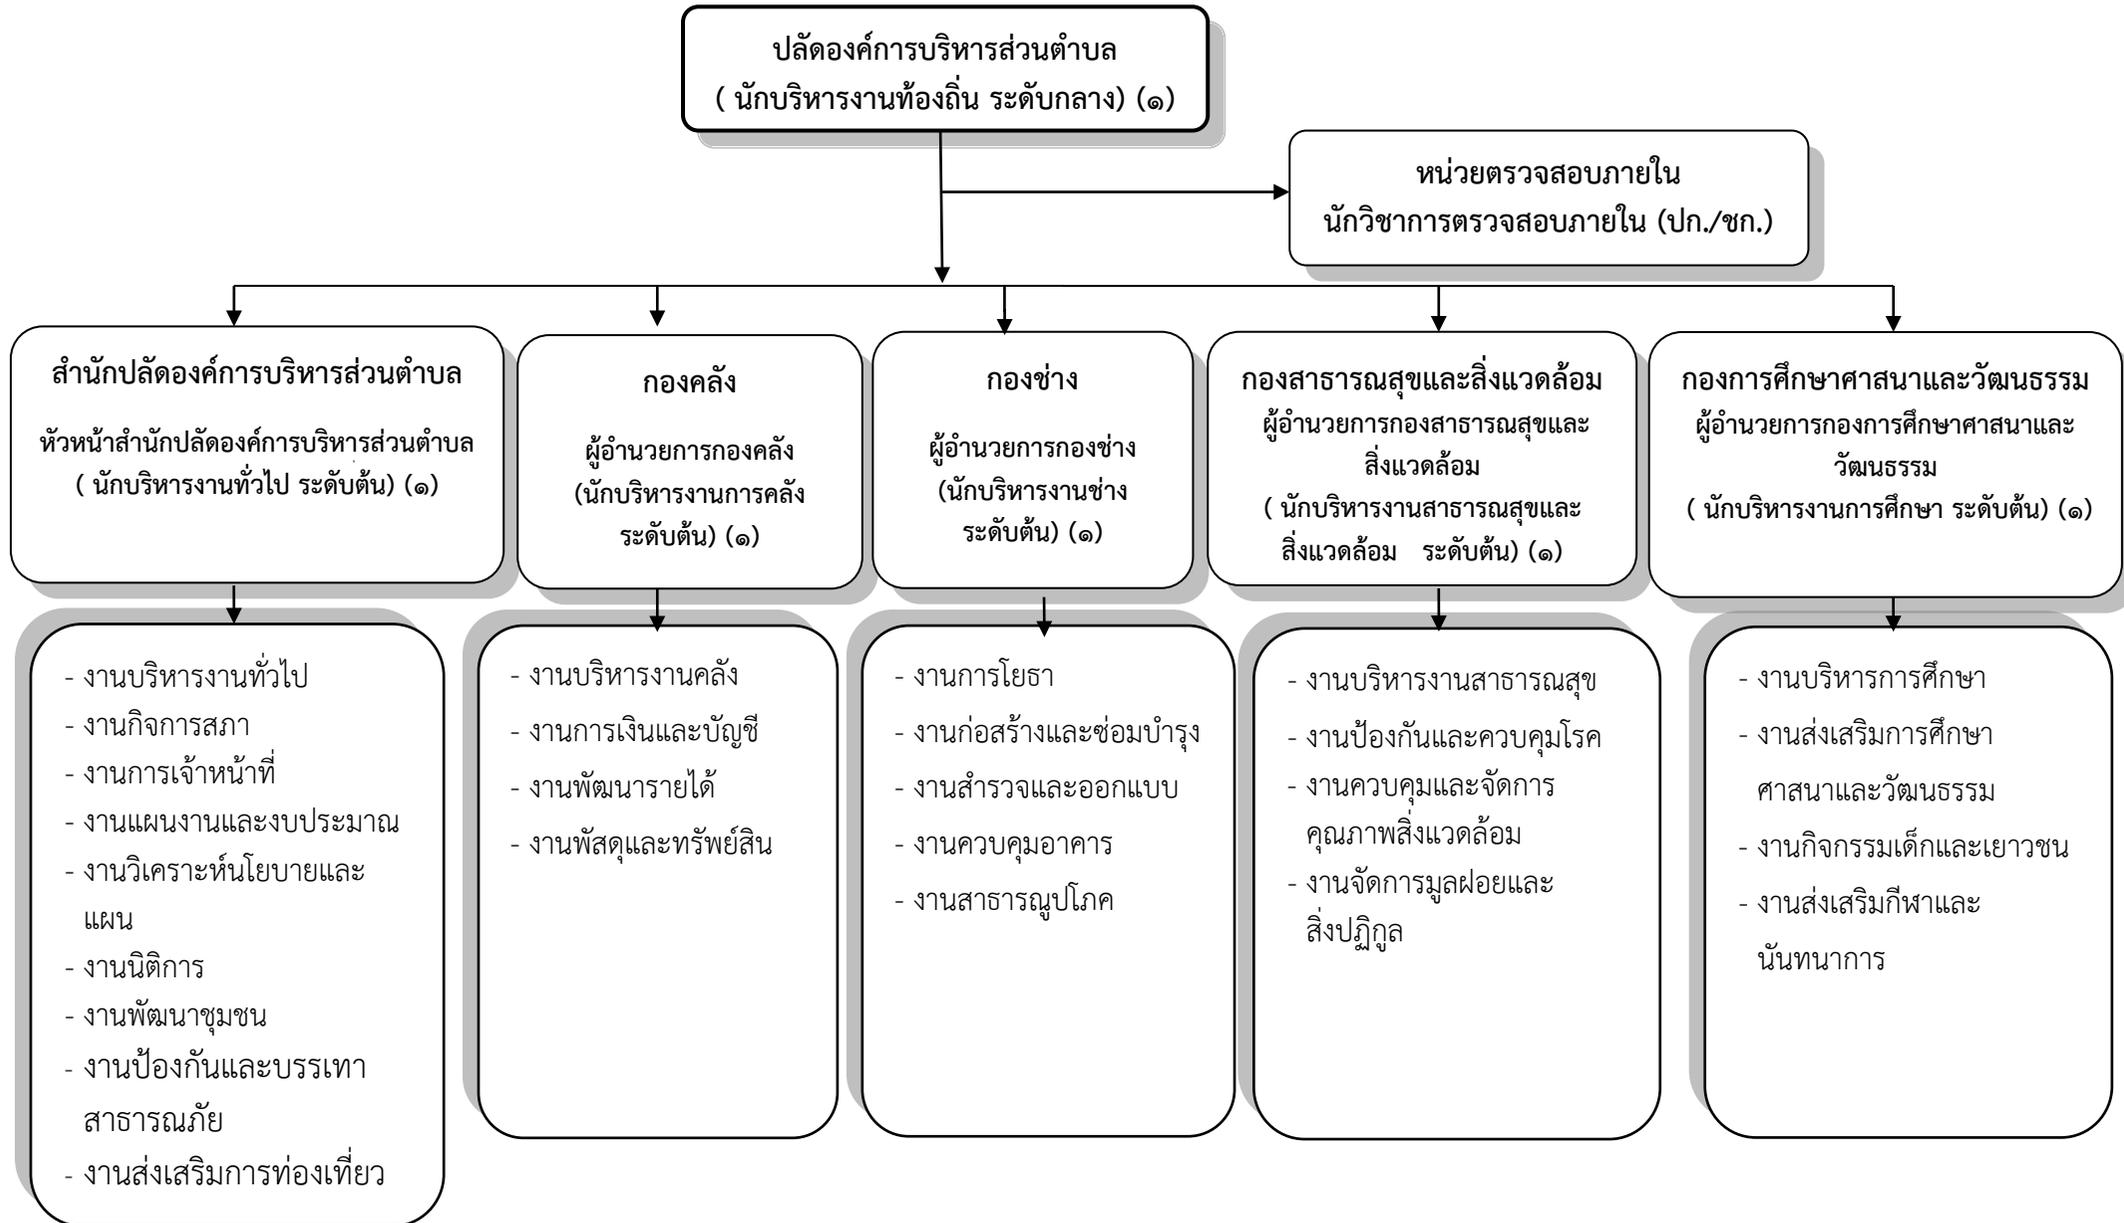 ปลัดองค์การบริหารส่วนตำบล
( นักบริหารงานท้องถิ่น ระดับกลาง) (๑)
หน่วยตรวจสอบภายใน
นักวิชาการตรวจสอบภายใน (ปก./ชก.)
สำนักปลัดองค์การบริหารส่วนตำบล
หัวหน้าสำนักปลัดองค์การบริหารส่วนตำบล
( นักบริหารงานทั่วไป ระดับต้น) (๑)
กองคลัง
ผู้อำนวยการกองคลัง
(นักบริหารงานการคลัง
ระดับต้น) (๑)
กองช่าง
ผู้อำนวยการกองช่าง
(นักบริหารงานช่าง
ระดับต้น) (๑)
กองสาธารณสุขและสิ่งแวดล้อม
ผู้อำนวยการกองสาธารณสุขและ
สิ่งแวดล้อม
( นักบริหารงานสาธารณสุขและ
สิ่งแวดล้อม ระดับต้น) (๑)
กองการศึกษาศาสนาและวัฒนธรรม
ผู้อำนวยการกองการศึกษาศาสนาและ
วัฒนธรรม
( นักบริหารงานการศึกษา ระดับต้น) (๑)
- งานบริหารงานทั่วไป
- งานกิจการสภา
- งานการเจ้าหน้าที่
- งานแผนงานและงบประมาณ
- งานวิเคราะห์นโยบายและ
แผน
- งานนิติการ
- งานพัฒนาชุมชน
- งานป้องกันและบรรเทา
สาธารณภัย
- งานส่งเสริมการท่องเที่ยว
- งานบริหารงานคลัง
- งานการเงินและบัญชี
- งานพัฒนารายได้
- งานพัสดุและทรัพย์สิน
- งานการโยธา
- งานก่อสร้างและซ่อมบำรุง
- งานสำรวจและออกแบบ
- งานควบคุมอาคาร
- งานสาธารณูปโภค
- งานบริหารงานสาธารณสุข
- งานป้องกันและควบคุมโรค
- งานควบคุมและจัดการ
คุณภาพสิ่งแวดล้อม
- งานจัดการมูลฝอยและ
สิ่งปฏิกูล
- งานบริหารการศึกษา
- งานส่งเสริมการศึกษา
ศาสนาและวัฒนธรรม
- งานกิจกรรมเด็กและเยาวชน
- งานส่งเสริมกีฬาและ
นันทนาการ